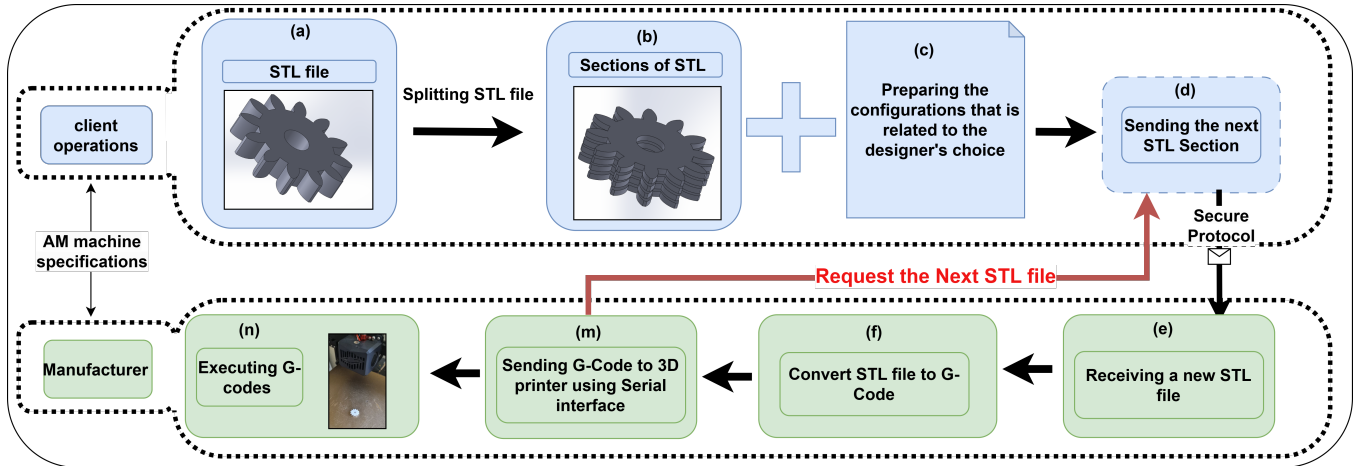 (a)
STL file
Splitting STL file
(b)
Sections of STL
(c)
Preparing the
configurations that is
related to the
designer's choice
(d)
Sending the next
STL Section
client
operations
AM machine
specifications
Secure
Protocol
Request the Next STL file
Manufacturer
(n)
Executing G-
codes
(m)
Sending G-Code to 3D
printer using Serial
interface
(f)
Convert STL file to G-
Code
(e)
Receiving a new STL
file